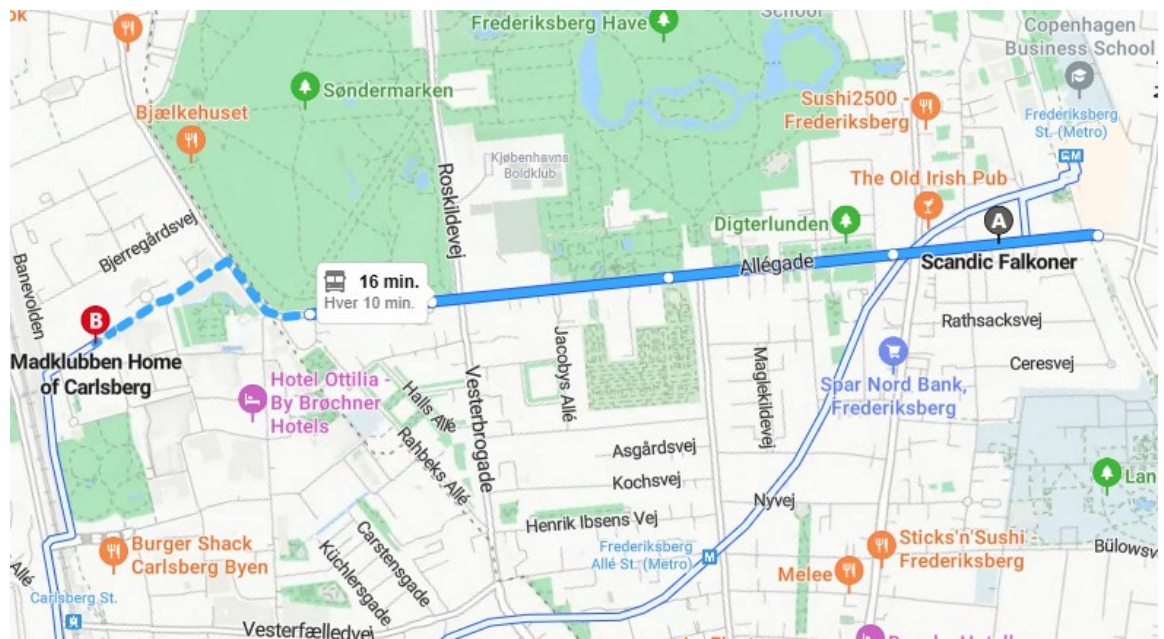 School
Frederiksberg Have
Copenhagen
Business School
Søndermarken
Sushi2500 -
Frederiksberg
Frederiksberg
St. (Metro)
Bjælkehuset
Kjøbenhavns
Boldklub
Roskildevej
The Old Irish Pub
M
Digterlunden
A
Bjerregårdsvej
Banevolden
16 min.
Hver 10 min.
Allégade
Scandic Falkoner
B
Madklubben Home
of Carlsberg
Rathsacksvej
Jacobys Allé
Maglekildevej
Ceresvej
Spar Nord Bank,
Frederiksberg
Hotel Ottilia -
By Brøchner
Hotels
Halls Allé
Vesterbrogade
Rahbeks Allé
Asgårdsvej
Kochsvej
Lan
Nyvej
Henrik Ibsens Vej
Burger Shack
Carlsberg Byen
Carstensgade
Küchlersgade
Frederiksberg
Allé St. (Metro)
M
Sticks'n'Sushi -
Frederiksberg
Bülowsv
Melee
Allé
Carlsberg St.
Vesterfælledvej